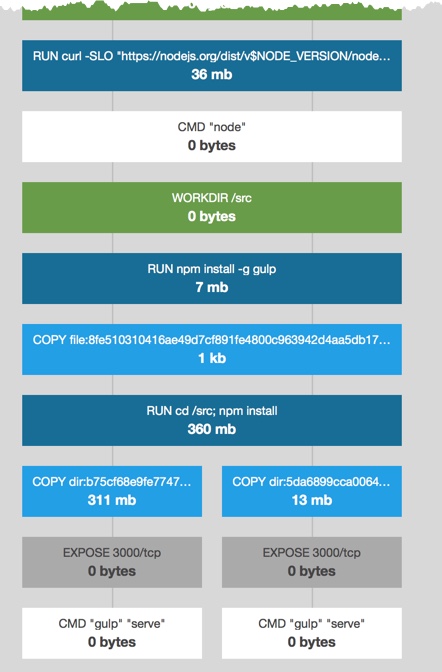 RUN curl -SLO "https://nodejs.org/dist/v$NODE_VERSION/node...
36 mb
CMD "node"
0 bytes
WORKDIR /src
0 bytes
RUN npm install -g gulp
7 mb
COPY file:8fe510310416ae49d7cf891fe4800c963942d4aa5db17...
1 kb
RUN cd /src; npm install
360 mb
COPY dir:b75cf68e9fe7747...
311 mb
COPY dir:5da6899cca0064...
13 mb
EXPOSE 3000/tcp
0 bytes
EXPOSE 3000/tcp
0 bytes
CMD "gulp" "serve"
0 bytes
CMD "gulp" "serve"
0 bytes